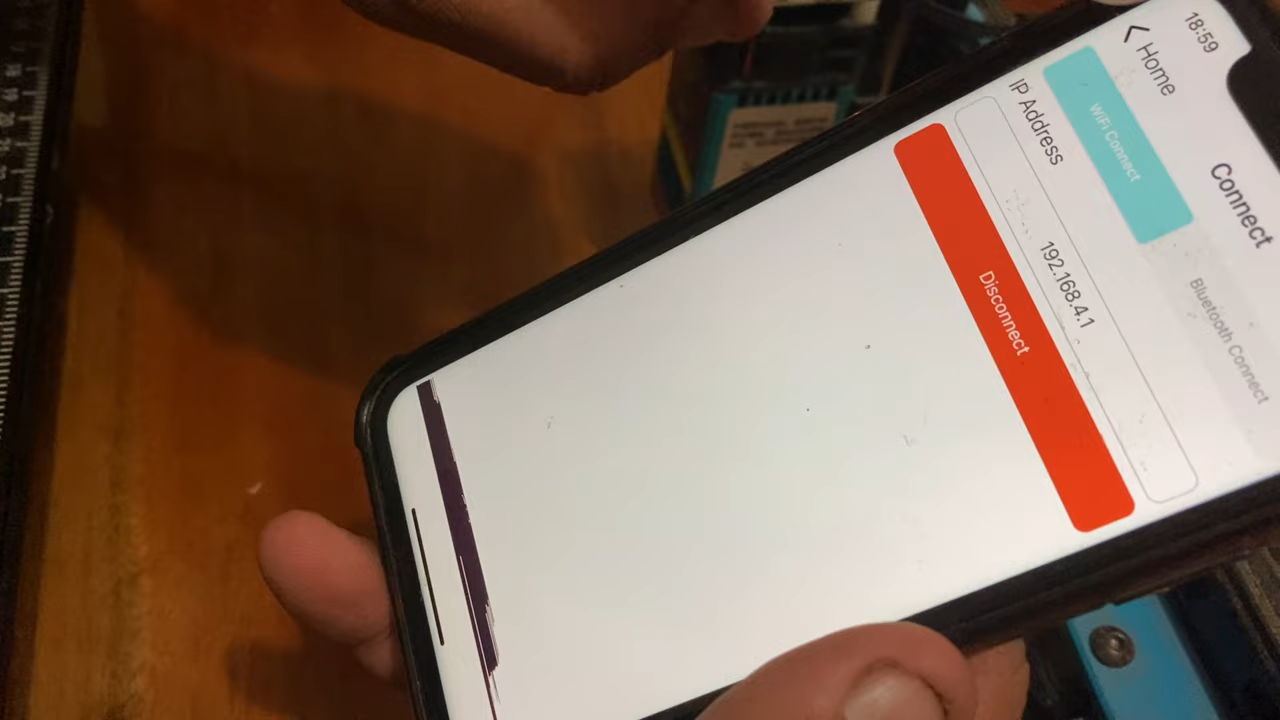 18:59
Home
Connect
WiFi Connect
Bluetooth Connect
IP Address
192.168.4.1
Disconnect